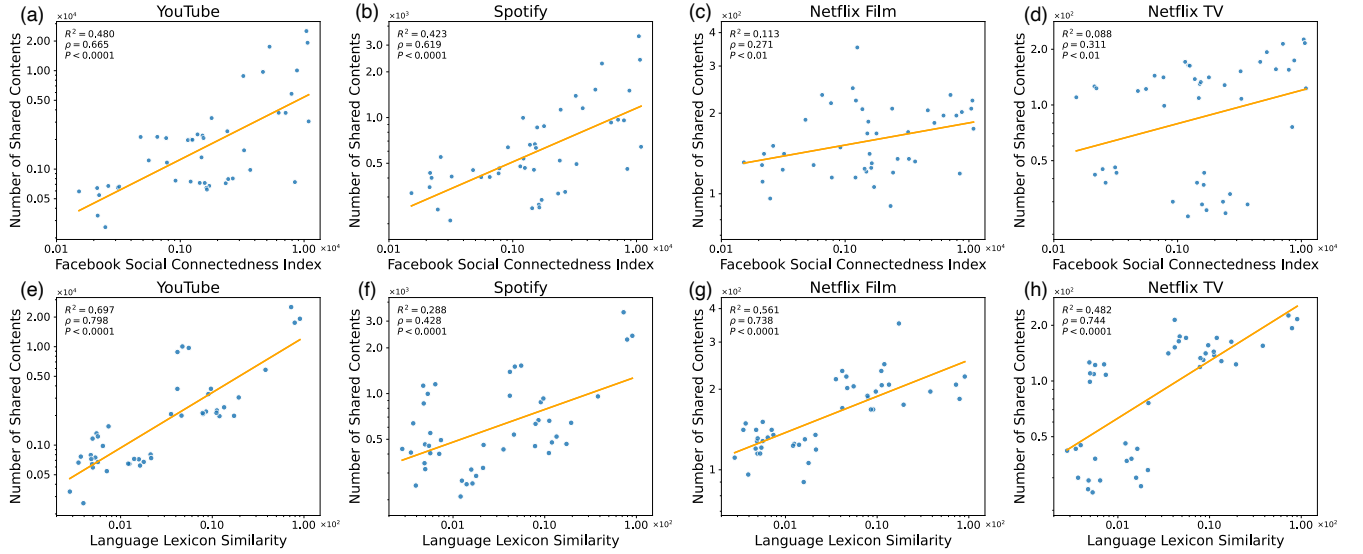 (a) YouTube
×10⁴
R² = 0.480
ρ = 0.665
P < 0.0001
Number of Shared Contents
2.00
1.00
0.50
0.10
0.05
0.01 0.10 1.00 ×10⁴
Facebook Social Connectedness Index
(b) Spotify
×10³
R² = 0.423
ρ = 0.619
P < 0.0001
Number of Shared Contents
3.0
2.0
1.0
0.5
0.01 0.10 1.00 ×10⁴
Facebook Social Connectedness Index
(c) Netflix Film
×10²
R² = 0.113
ρ = 0.271
P < 0.01
Number of Shared Contents
4
3
2
1
0.01 0.10 1.00 ×10⁴
Facebook Social Connectedness Index
(d) Netflix TV
×10²
R² = 0.088
ρ = 0.311
P < 0.01
Number of Shared Contents
2.0
1.0
0.5
0.01 0.10 1.00 ×10⁴
Facebook Social Connectedness Index
(e) YouTube
×10⁴
R² = 0.697
ρ = 0.798
P < 0.0001
Number of Shared Contents
2.00
1.00
0.50
0.10
0.05
0.01 0.10 1.00 ×10²
Language Lexicon Similarity
(f) Spotify
×10³
R² = 0.288
ρ = 0.428
P < 0.0001
Number of Shared Contents
3.0
2.0
1.0
0.5
0.01 0.10 1.00 ×10²
Language Lexicon Similarity
(g) Netflix Film
×10²
R² = 0.561
ρ = 0.738
P < 0.0001
Number of Shared Contents
4
3
2
1
0.01 0.10 1.00 ×10²
Language Lexicon Similarity
(h) Netflix TV
×10²
R² = 0.482
ρ = 0.744
P < 0.0001
Number of Shared Contents
2.0
1.0
0.5
0.01 0.10 1.00 ×10²
Language Lexicon Similarity